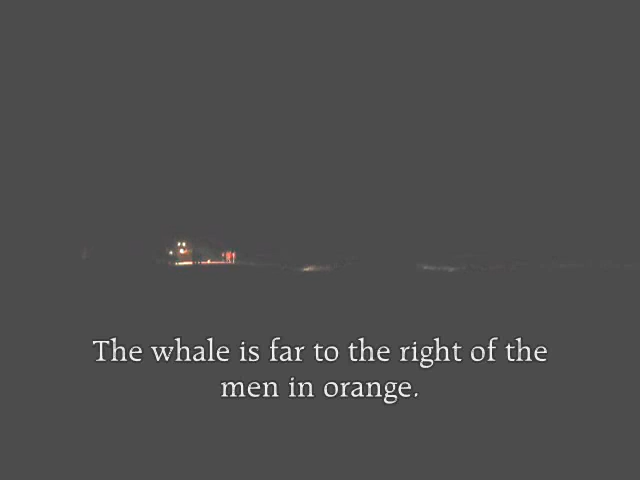 The whale is far to the right of the
men in orange.